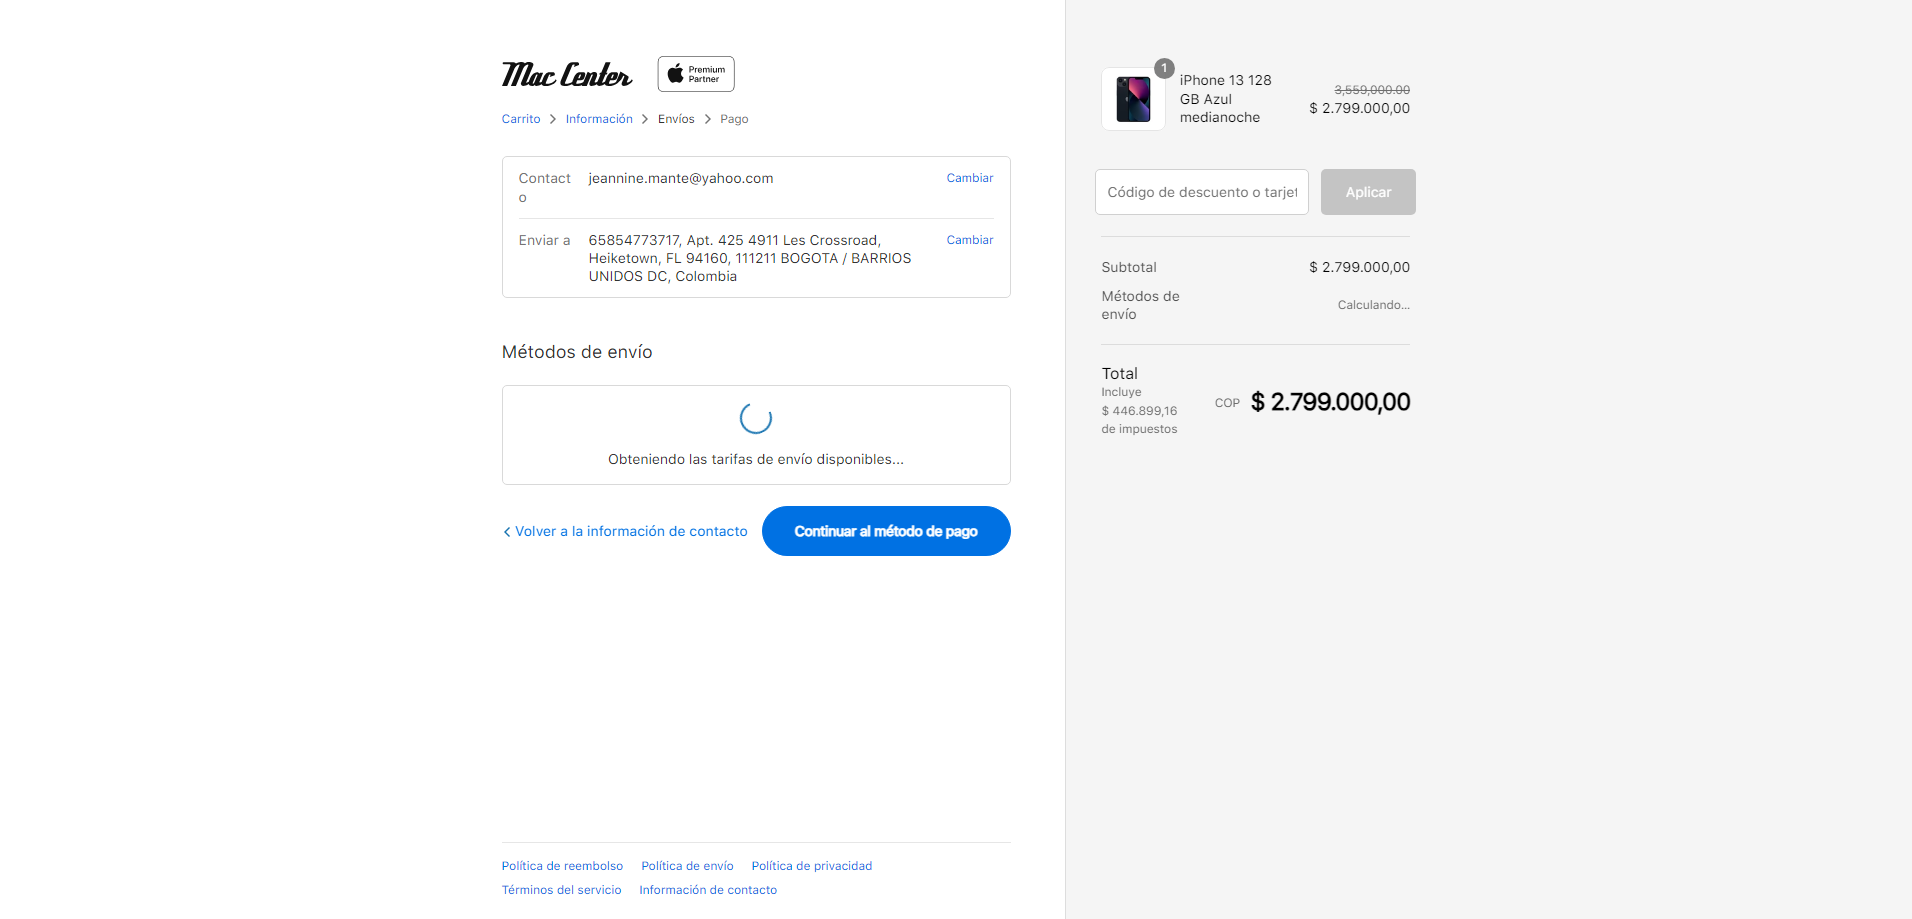 Mac Center
Premium
Partner
Carrito > Información > Envíos > Pago
Contact
o
jeannine.mante@yahoo.com
Cambiar
Enviar a
65854773717, Apt. 425 4911 Les Crossroad,
Heiketown, FL 94160, 111211 BOGOTA / BARRIOS
UNIDOS DC, Colombia
Cambiar
Métodos de envío
Obteniendo las tarifas de envío disponibles...
< Volver a la información de contacto
Continuar al método de pago
Política de reembolso Política de envío Política de privacidad
Términos del servicio Información de contacto
1
iPhone 13 128
GB Azul
medianoche
3,559,000.00
$ 2.799.000,00
Código de descuento o tarjet
Aplicar
Subtotal
$ 2.799.000,00
Métodos de
envío
Calculando...
Total
Incluye
$ 446.899,16
de impuestos
COP $ 2.799.000,00